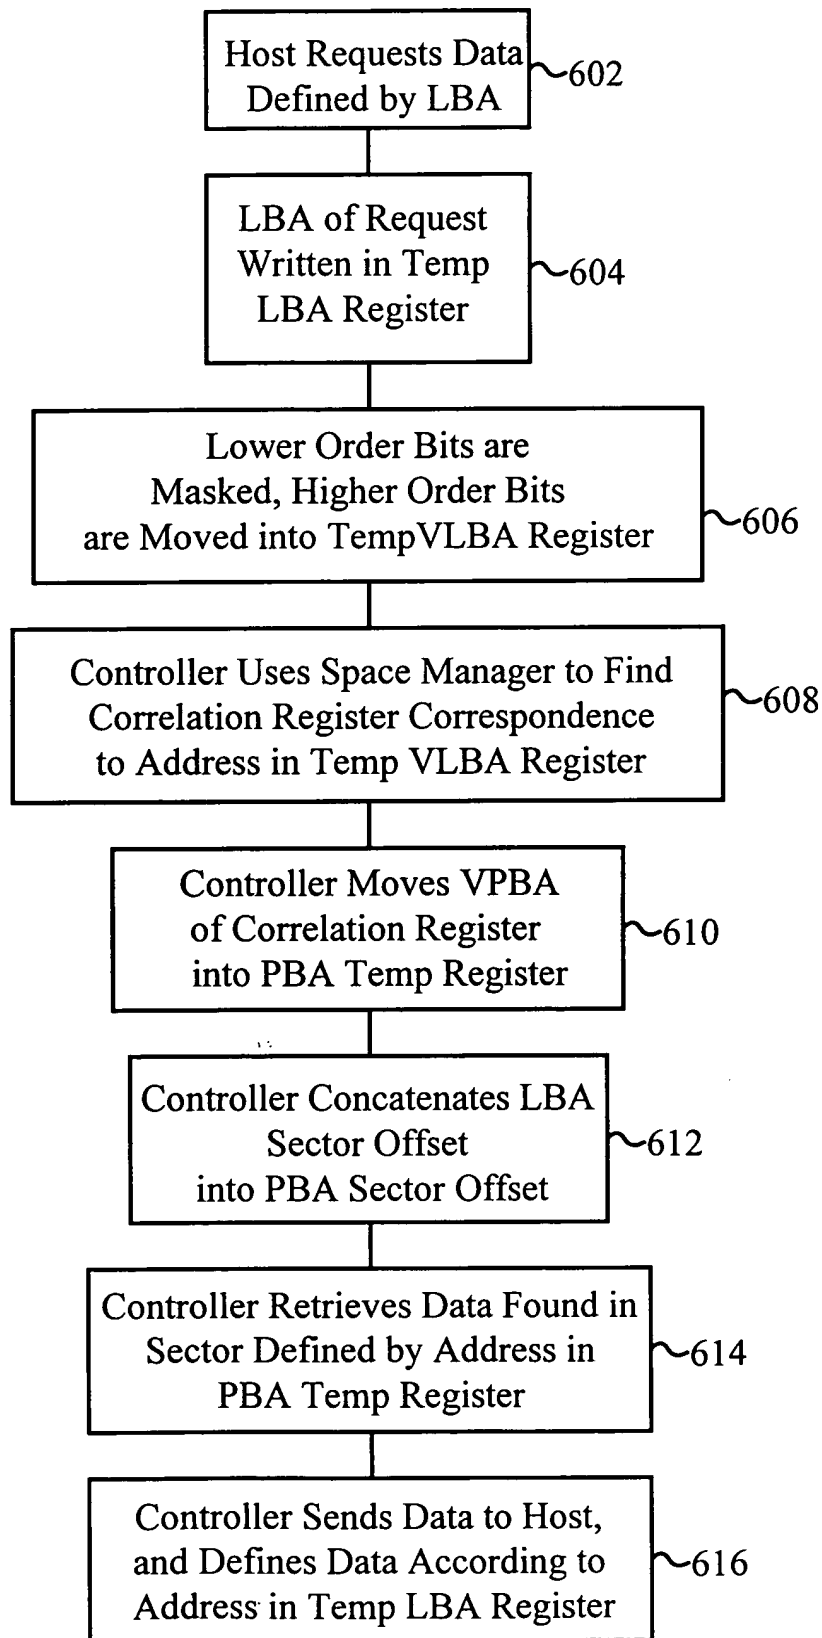 Host Requests Data
Defined by LBA
602
LBA of Request
Written in Temp
LBA Register
604
Lower Order Bits are
Masked, Higher Order Bits
are Moved into TempVLBA Register
606
Controller Uses Space Manager to Find
Correlation Register Correspondence
to Address in Temp VLBA Register
608
Controller Moves VPBA
of Correlation Register
into PBA Temp Register
610
Controller Concatenates LBA
Sector Offset
into PBA Sector Offset
612
Controller Retrieves Data Found in
Sector Defined by Address in
PBA Temp Register
614
Controller Sends Data to Host,
and Defines Data According to
Address in Temp LBA Register
616